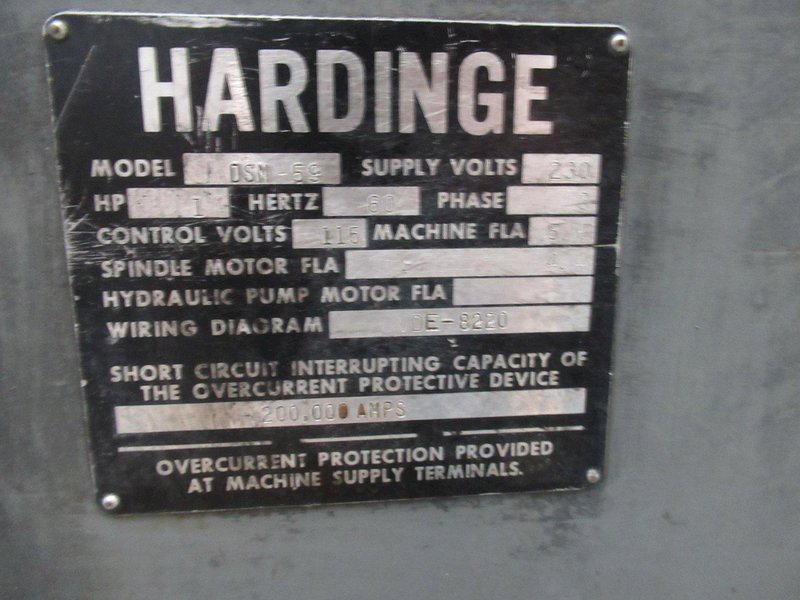 HARDINGE
MODEL DSM-59 SUPPLY VOLTS 230
HP 1 HERTZ 60 PHASE
CONTROL VOLTS 115 MACHINE FLA
SPINDLE MOTOR FLA
HYDRAULIC PUMP MOTOR FLA
WIRING DIAGRAM DE-8220
SHORT CIRCUIT INTERRUPTING CAPACITY OF
THE OVERCURRENT PROTECTIVE DEVICE
200,000 AMPS
OVERCURRENT PROTECTION PROVIDED
AT MACHINE SUPPLY TERMINALS.